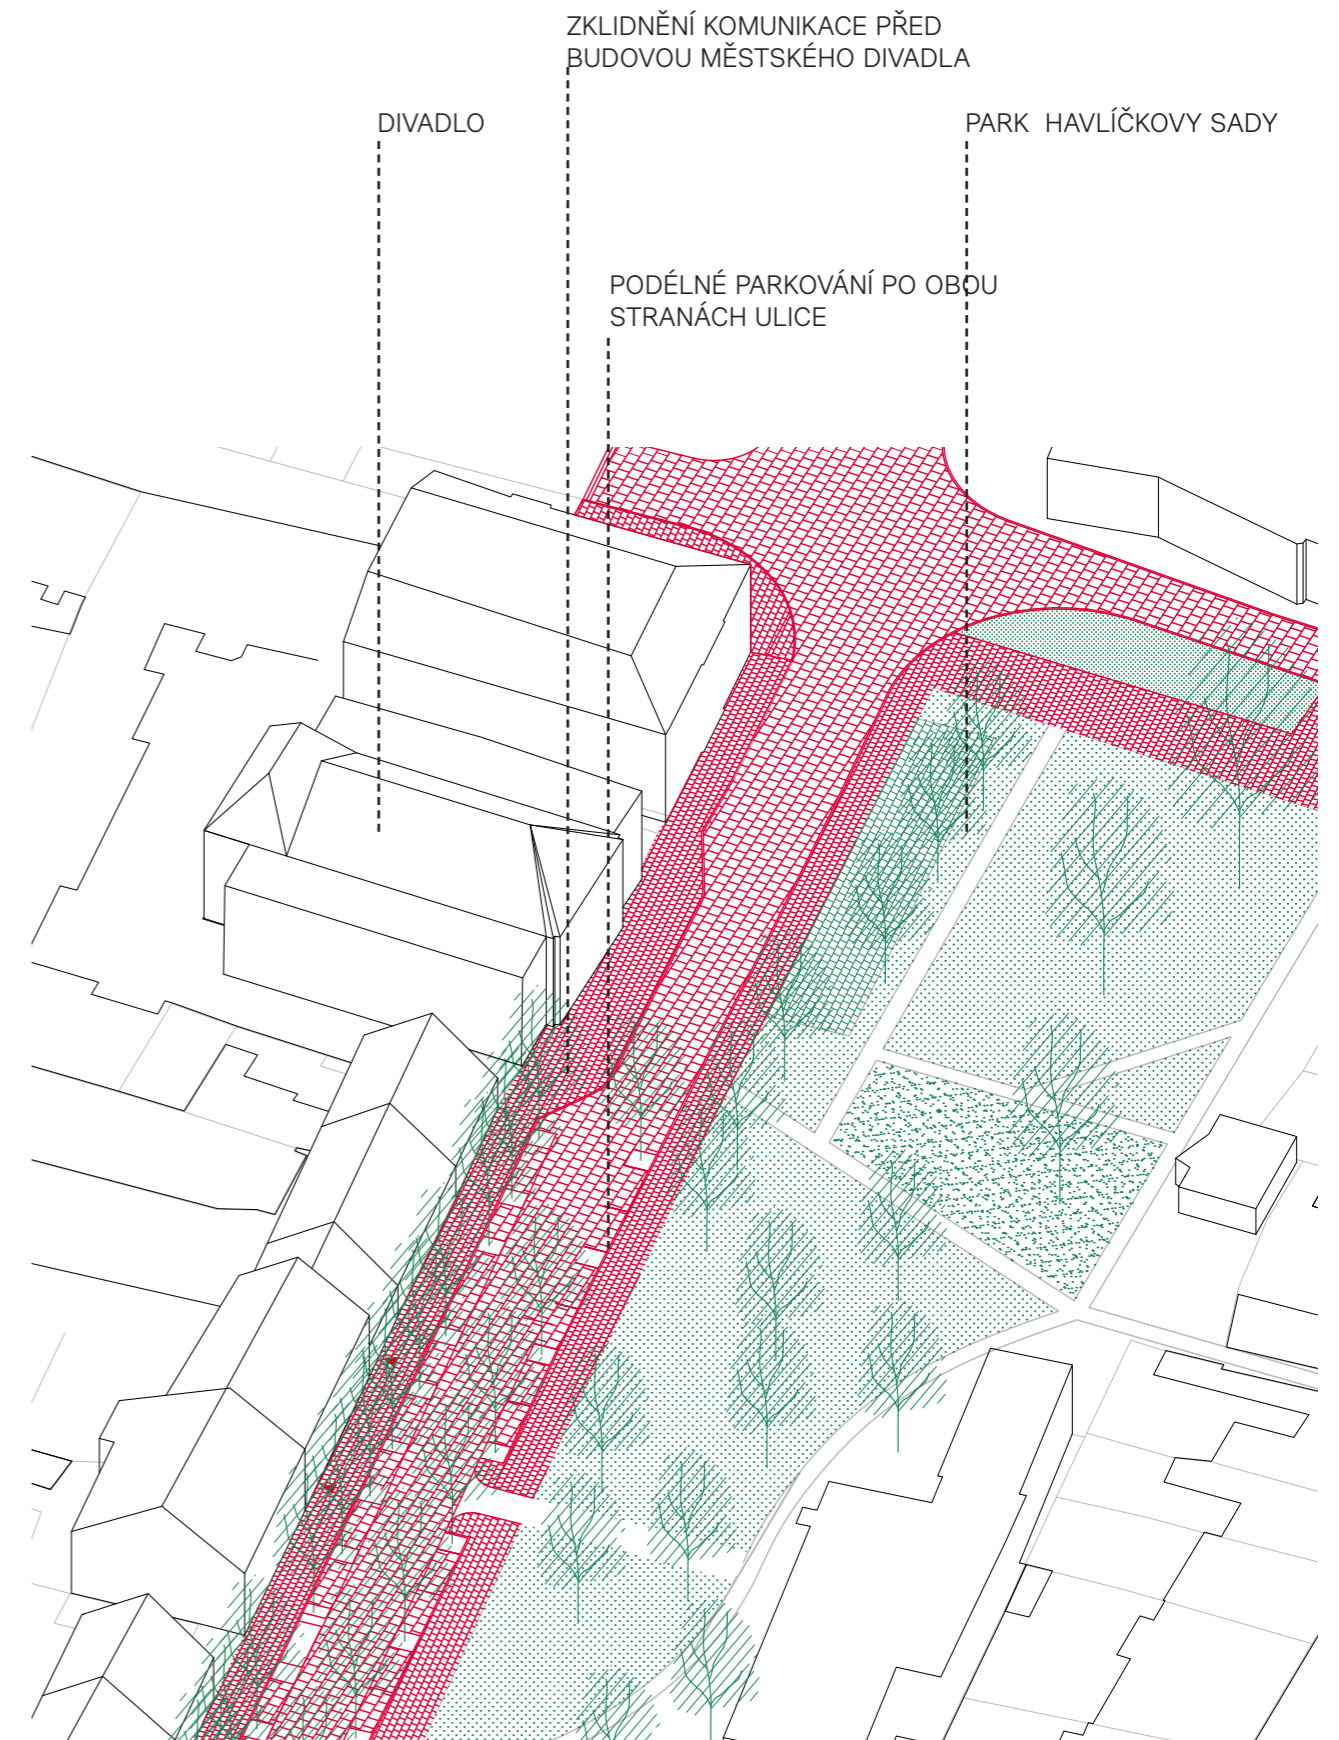 ZKLIDNĚNÍ KOMUNIKACE PŘED
BUDOVOU MĚSTSKÉHO DIVADLA
DIVADLO
PARK HAVLÍČKOVY SADY
PODÉLNÉ PARKOVÁNÍ PO OBOU
STRANÁCH ULICE